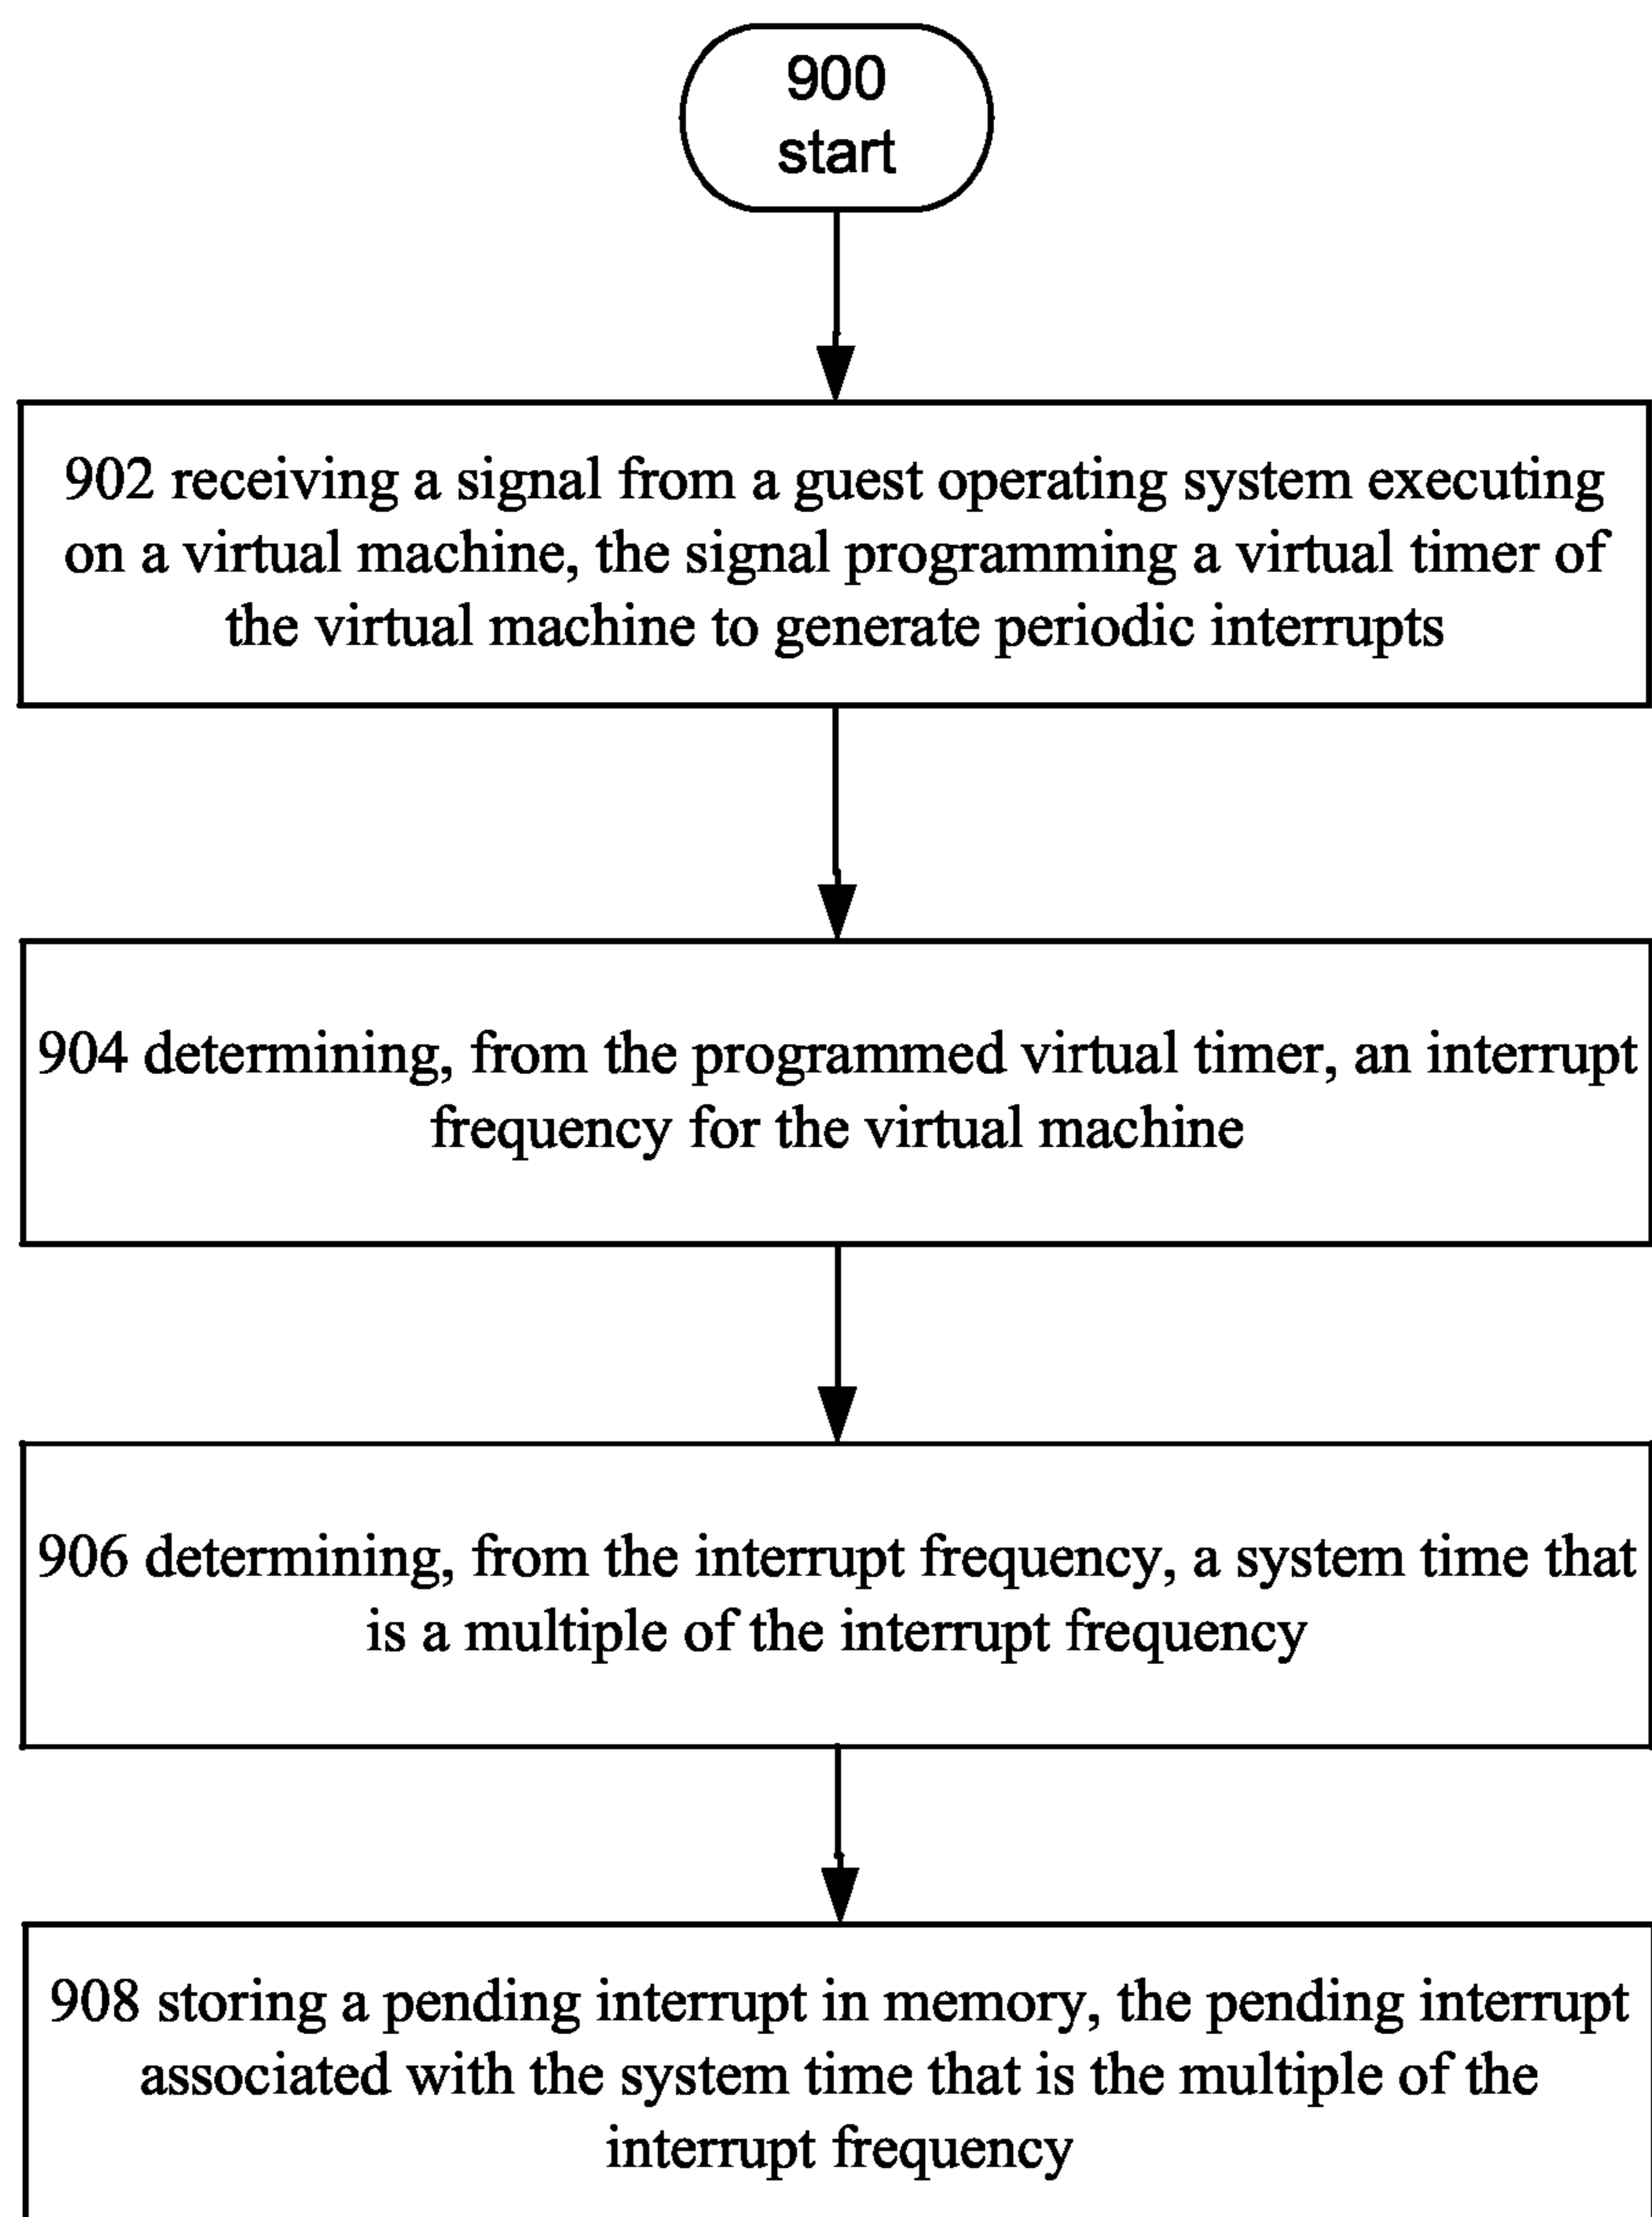 900
start
902 receiving a signal from a guest operating system executing
on a virtual machine, the signal programming a virtual timer of
the virtual machine to generate periodic interrupts
904 determining, from the programmed virtual timer, an interrupt
frequency for the virtual machine
906 determining, from the interrupt frequency, a system time that
is a multiple of the interrupt frequency
908 storing a pending interrupt in memory, the pending interrupt
associated with the system time that is the multiple of the
interrupt frequency